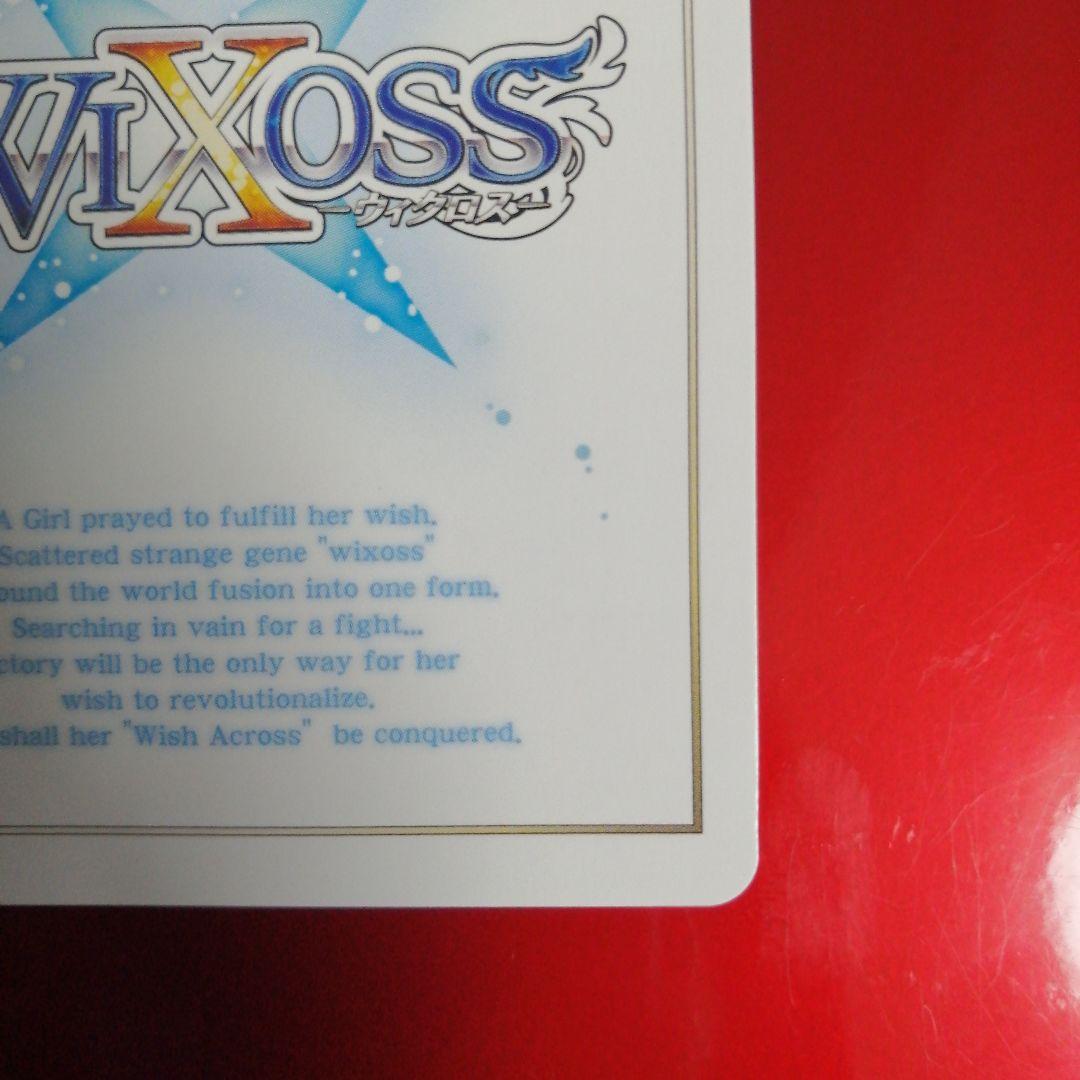 WIXOSS
ーウィクロスー
A Girl prayed to fulfill her wish.
Scattered strange gene "wixoss"
ound the world fusion into one form.
Searching in vain for a fight...
ctory will be the only way for her
wish to revolutionalize.
shall her "Wish Across" be conquered.